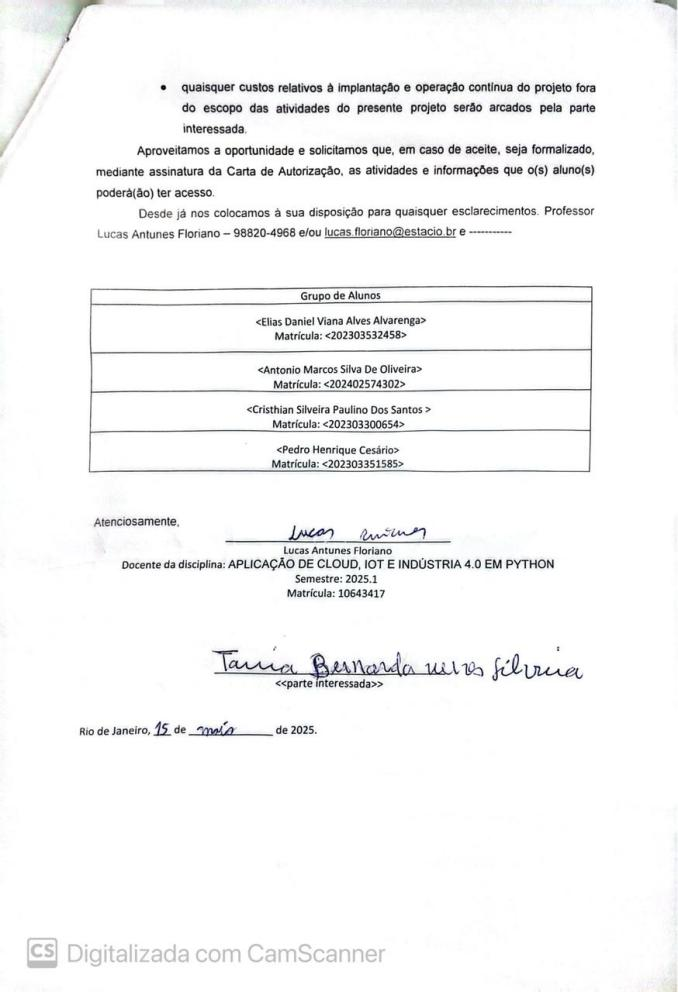 • quaisquer custos relativos à implantação e operação contínua do projeto fora
do escopo das atividades do presente projeto serão arcados pela parte
interessada.
Aproveitamos a oportunidade e solicitamos que, em caso de aceite, seja formalizado,
mediante assinatura da Carta de Autorização, as atividades e informações que o(s) aluno(s)
poderá(ão) ter acesso.
Desde já nos colocamos à sua disposição para quaisquer esclarecimentos. Professor
Lucas Antunes Floriano – 98820-4968 e/ou lucas.floriano@estacio.br e ----------
Grupo de Alunos
<Elias Daniel Viana Alves Alvarenga>
Matrícula: <202303532458>
<Antonio Marcos Silva De Oliveira>
Matrícula: <202402574302>
<Cristhian Silveira Paulino Dos Santos >
Matrícula: <202303300654>
<Pedro Henrique Cesário>
Matrícula: <202303351585>
Atenciosamente,
Lucas Antunes
Lucas Antunes Floriano
Docente da disciplina: APLICAÇÃO DE CLOUD, IOT E INDÚSTRIA 4.0 EM PYTHON
Semestre: 2025.1
Matrícula: 10643417
Tania Bernarda neves Silveira
<<parte interessada>>
Rio de Janeiro, 15 de maio de 2025.
CS Digitalizada com CamScanner